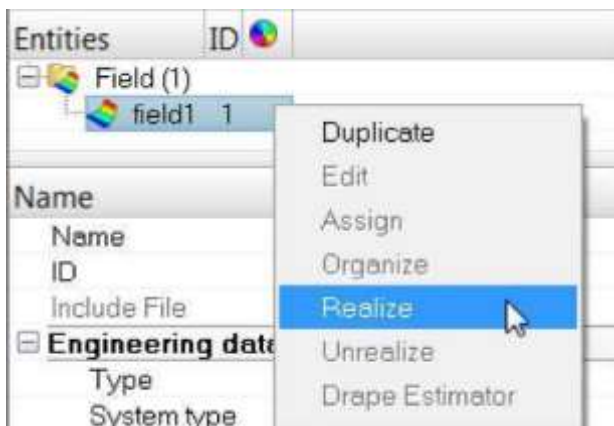 Entities ID
Field (1)
field1 1
Duplicate
Edit
Assign
Organize
Realize
Unrealize
Drape Estimator
Name
Name
ID
Include File
Engineering data
Type
System type